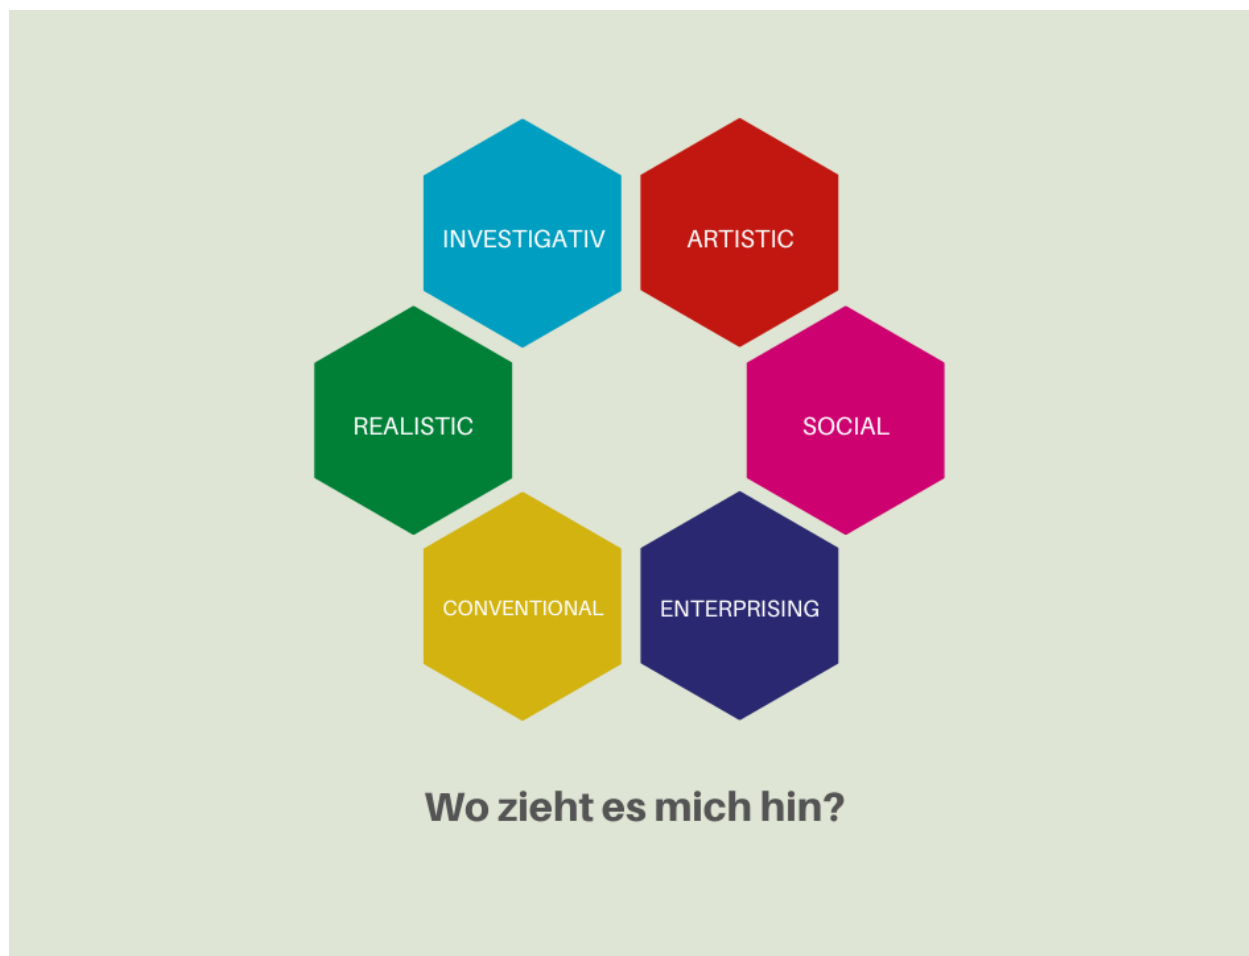 INVESTIGATIV
ARTISTIC
REALISTIC
SOCIAL
CONVENTIONAL
ENTERPRISING
Wo zieht es mich hin?